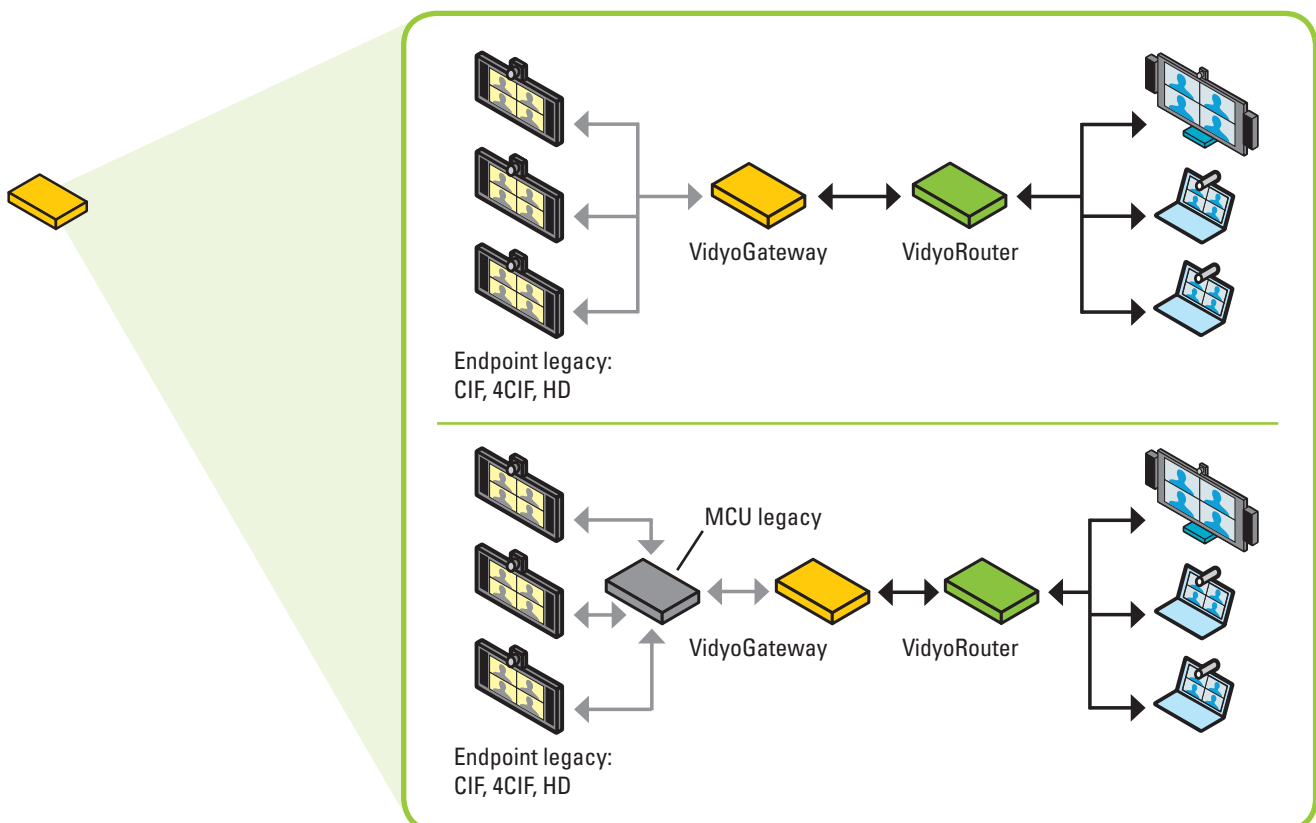 VidyoGateway
VidyoRouter
Endpoint legacy:
CIF, 4CIF, HD
MCU legacy
VidyoGateway
VidyoRouter
Endpoint legacy:
CIF, 4CIF, HD